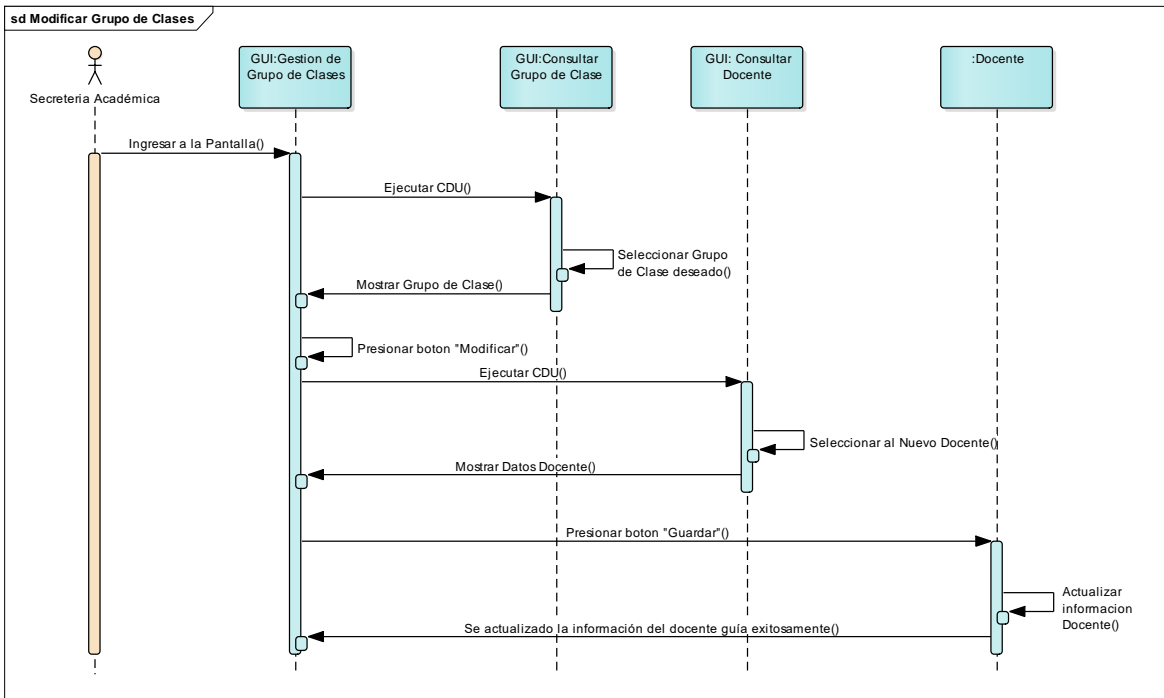 sd Modificar Grupo de Clases
Secreteria Académica
GUI:Gestion de
Grupo de Clases
GUI:Consultar
Grupo de Clase
GUI: Consultar
Docente
:Docente
Ingresar a la Pantalla()
Ejecutar CDU()
Seleccionar Grupo
de Clase deseado()
Mostrar Grupo de Clase()
Presionar boton "Modificar"()
Ejecutar CDU()
Seleccionar al Nuevo Docente()
Mostrar Datos Docente()
Presionar boton "Guardar"()
Actualizar
informacion
Docente()
Se actualizado la información del docente guía exitosamente()